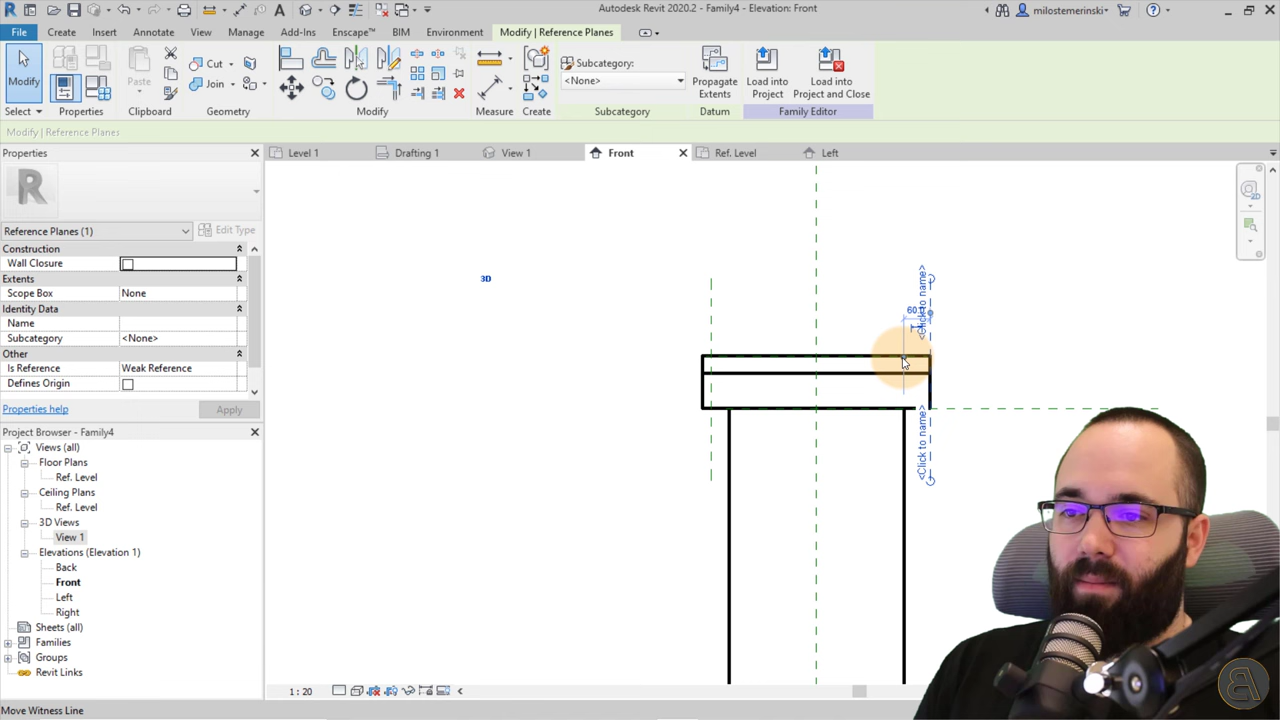 Autodesk Revit 2020.2 - Family4 - Elevation: Front
milostemerinski
File Create Insert Annotate View Manage Add-Ins Enscape™ BIM Environment Modify | Reference Planes
Modify
Paste
Cut
Join
Subcategory:
<None>
Propagate Extents
Load into Project
Load into Project and Close
Select Properties Clipboard Geometry Modify Measure Create Subcategory Datum Family Editor
Modify | Reference Planes
Properties
Level 1 Drafting 1 View 1 Front Ref. Level Left
Reference Planes (1) Edit Type
Construction
Wall Closure
Extents
Scope Box None
Identity Data
Name
Subcategory <None>
Other
Is Reference Weak Reference
Defines Origin
Properties help Apply
Project Browser - Family4
Views (all)
Floor Plans
Ref. Level
Ceiling Plans
Ref. Level
3D Views
View 1
Elevations (Elevation 1)
Back
Front
Left
Right
Sheets (all)
Families
Groups
Revit Links
3D
<Click to name>
<Click to name>
2D
1 : 20
Move Witness Line